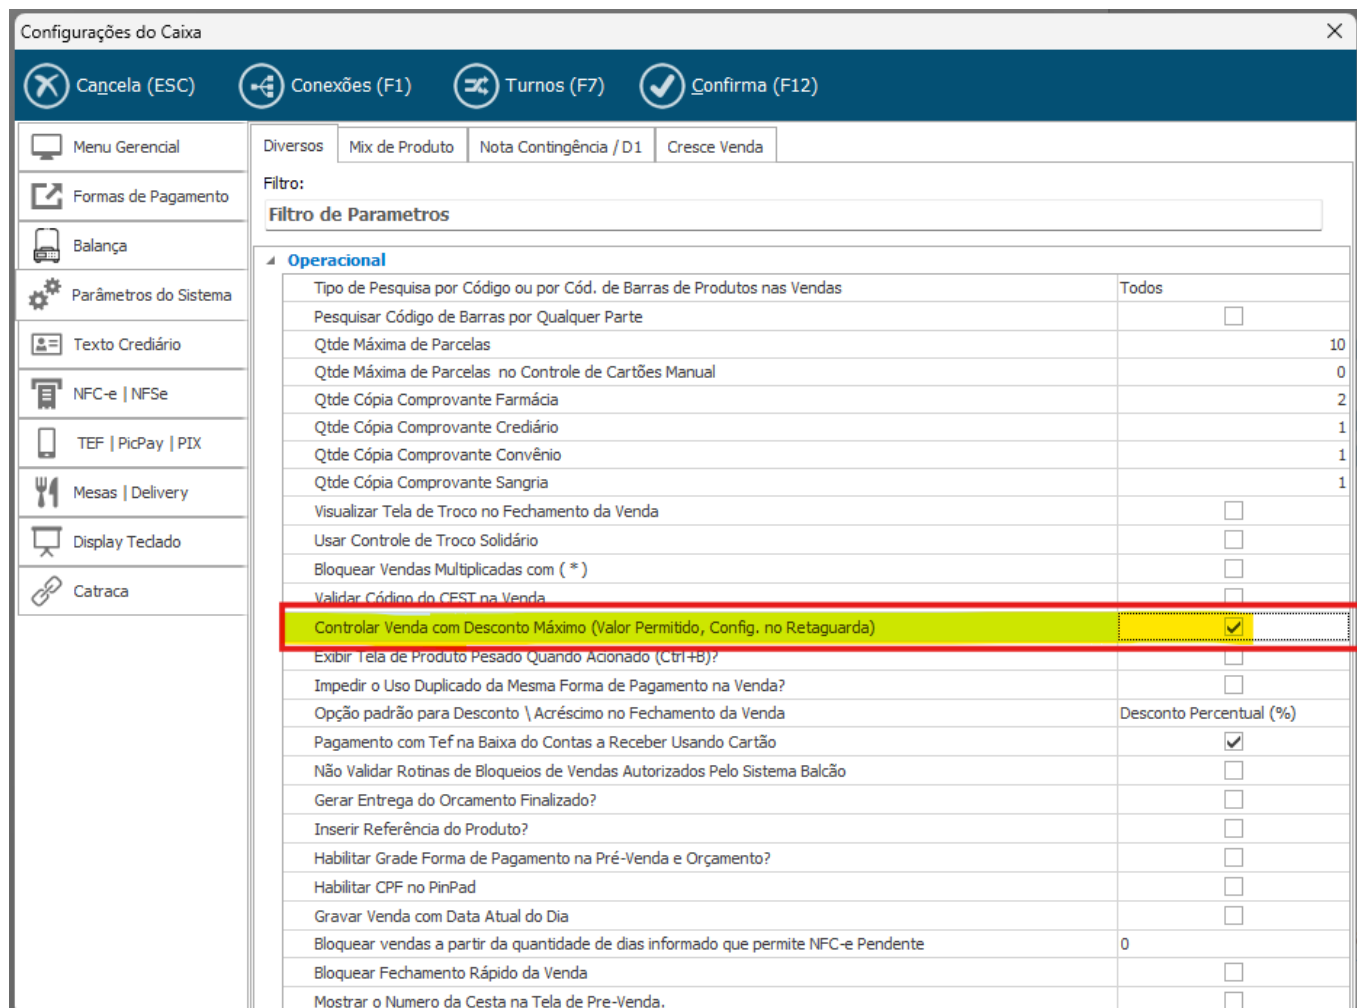 Configurações do Caixa
Cancela (ESC) Conexões (F1) Turnos (F7) Confirma (F12)
Menu Gerencial
Formas de Pagamento
Balança
Parâmetros do Sistema
Texto Crediário
NFC-e | NFSe
TEF | PicPay | PIX
Mesas | Delivery
Display Teclado
Catraca
Diversos Mix de Produto Nota Contingência / D1 Cresce Venda
Filtro:
Filtro de Parametros
Operacional
Tipo de Pesquisa por Código ou por Cód. de Barras de Produtos nas Vendas Todos
Pesquisar Código de Barras por Qualquer Parte
Qtde Máxima de Parcelas 10
Qtde Máxima de Parcelas no Controle de Cartões Manual 0
Qtde Cópia Comprovante Farmácia 2
Qtde Cópia Comprovante Crediário 1
Qtde Cópia Comprovante Convênio 1
Qtde Cópia Comprovante Sangria 1
Visualizar Tela de Troco no Fechamento da Venda
Usar Controle de Troco Solidário
Bloquear Vendas Multiplicadas com ( * )
Validar Código do CEST na Venda
Controlar Venda com Desconto Máximo (Valor Permitido, Config. no Retaguarda)
Exibir Tela de Produto Pesado Quando Acionado (Ctrl+B)?
Impedir o Uso Duplicado da Mesma Forma de Pagamento na Venda?
Opção padrão para Desconto \ Acréscimo no Fechamento da Venda Desconto Percentual (%)
Pagamento com Tef na Baixa do Contas a Receber Usando Cartão
Não Validar Rotinas de Bloqueios de Vendas Autorizados Pelo Sistema Balcão
Gerar Entrega do Orcamento Finalizado?
Inserir Referência do Produto?
Habilitar Grade Forma de Pagamento na Pré-Venda e Orçamento?
Habilitar CPF no PinPad
Gravar Venda com Data Atual do Dia
Bloquear vendas a partir da quantidade de dias informado que permite NFC-e Pendente 0
Bloquear Fechamento Rápido da Venda
Mostrar o Numero da Cesta na Tela de Pre-Venda.